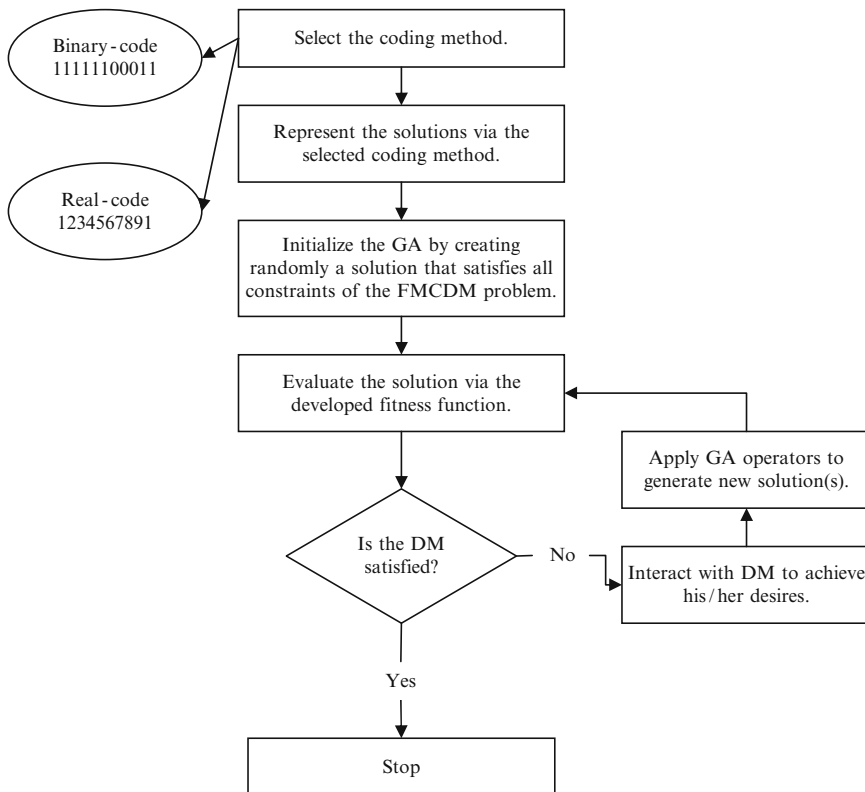 Binary-code
11111100011
Select the coding method.
Represent the solutions via the
selected coding method.
Real-code
1234567891
Initialize the GA by creating
randomly a solution that satisfies all
constraints of the FMCDM problem.
Evaluate the solution via the
developed fitness function.
Apply GA operators to
generate new solution(s).
Is the DM
satisfied?
No
Interact with DM to achieve
his/her desires.
Yes
Stop